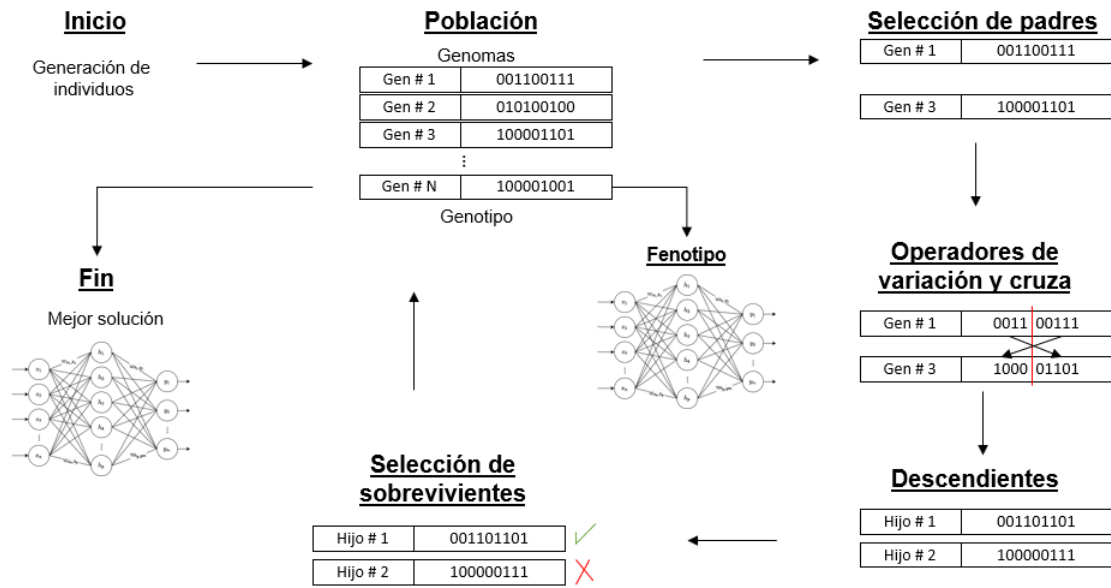 Inicio
Generación de
individuos
Población
Genomas
Gen # 1 001100111
Gen # 2 010100100
Gen # 3 100001101
⋮
Gen # N 100001001
Genotipo
Selección de padres
Gen # 1 001100111
Gen # 3 100001101
Operadores de
variación y cruza
Gen # 1 0011 00111
Gen # 3 1000 01101
Descendientes
Hijo # 1 001101101
Hijo # 2 100000111
Selección de
sobrevivientes
Hijo # 1 001101101
Hijo # 2 100000111
Fenotipo
Fin
Mejor solución